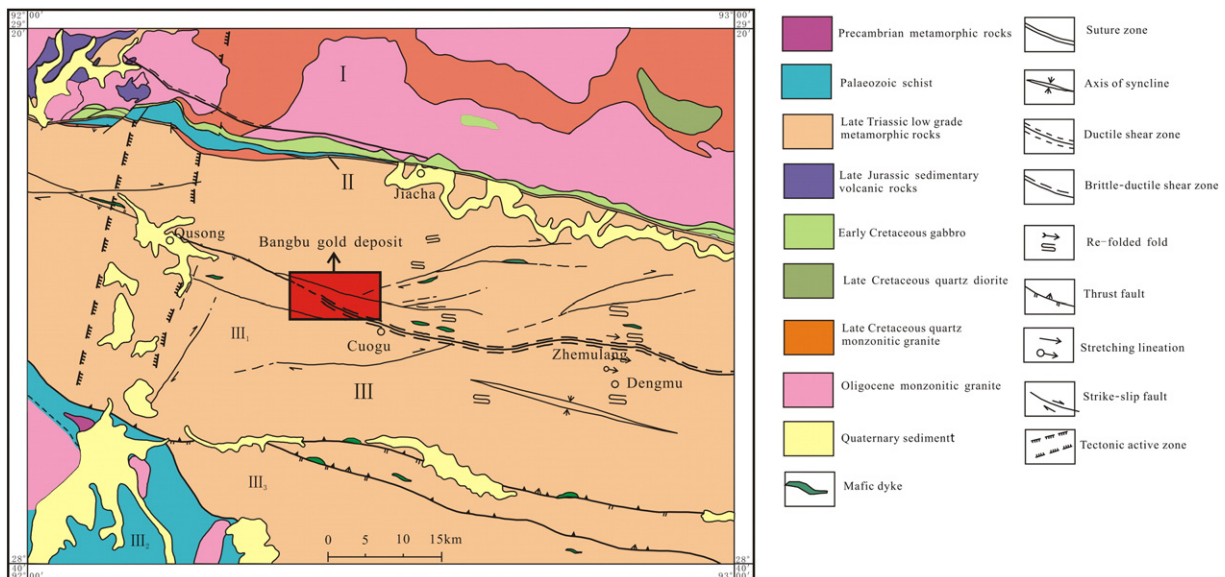 92° 00′
93° 00′
29° 20′
29° 20′
I
II
Jiacha
Qusong
Bangbu gold deposit
III₁
Cuogu
Zhemulang
III
Dengmu
III₃
III₂
0 5 10 15km
28° 40′
28° 40′
92° 00′
93° 00′
Precambrian metamorphic rocks
Palaeozoic schist
Late Triassic low grade
metamorphic rocks
Late Jurassic sedimentary
volcanic rocks
Early Cretaceous gabbro
Late Cretaceous quartz diorite
Late Cretaceous quartz
monzonitic granite
Oligocene monzonitic granite
Quaternary sediment
Mafic dyke
Suture zone
Axis of syncline
Ductile shear zone
Brittle-ductile shear zone
Re-folded fold
Thrust fault
Stretching lineation
Strike-slip fault
Tectonic active zone